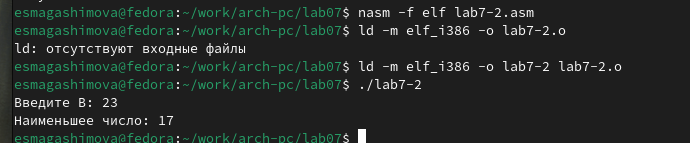 esmagashimova@fedora:~/work/arch-pc/lab07$ nasm -f elf lab7-2.asm
esmagashimova@fedora:~/work/arch-pc/lab07$ ld -m elf_i386 -o lab7-2.o
ld: отсутствуют входные файлы
esmagashimova@fedora:~/work/arch-pc/lab07$ ld -m elf_i386 -o lab7-2 lab7-2.o
esmagashimova@fedora:~/work/arch-pc/lab07$ ./lab7-2
Введите В: 23
Наименьшее число: 17
esmagashimova@fedora:~/work/arch-pc/lab07$